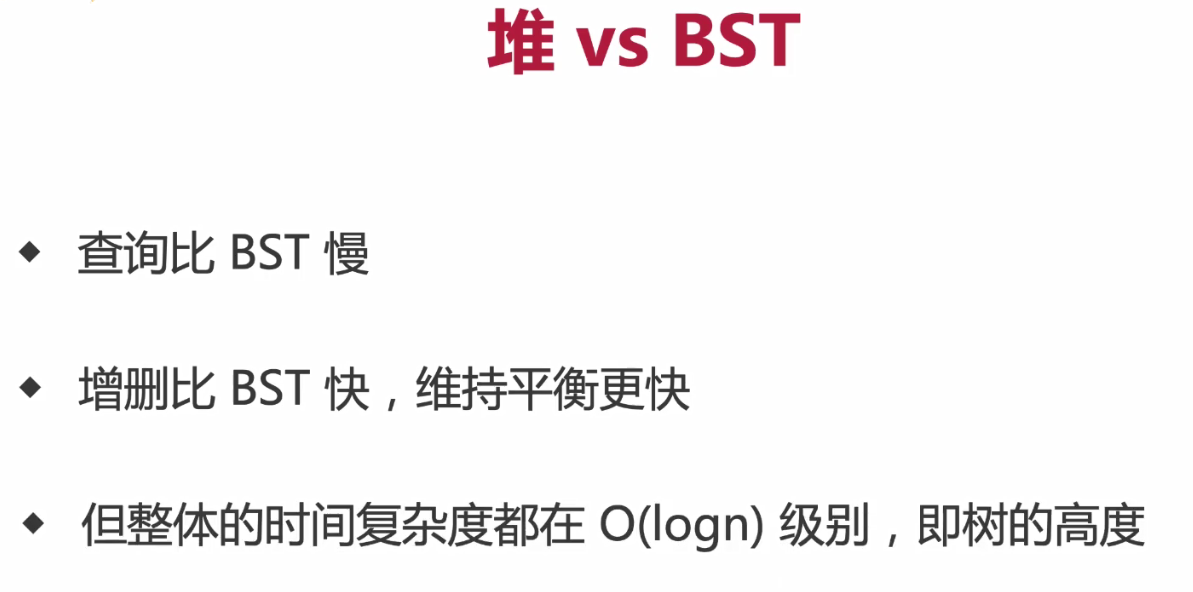 堆 vs BST
◆ 查询比 BST 慢
◆ 增删比 BST 快，维持平衡更快
◆ 但整体的时间复杂度都在 O(logn) 级别，即树的高度